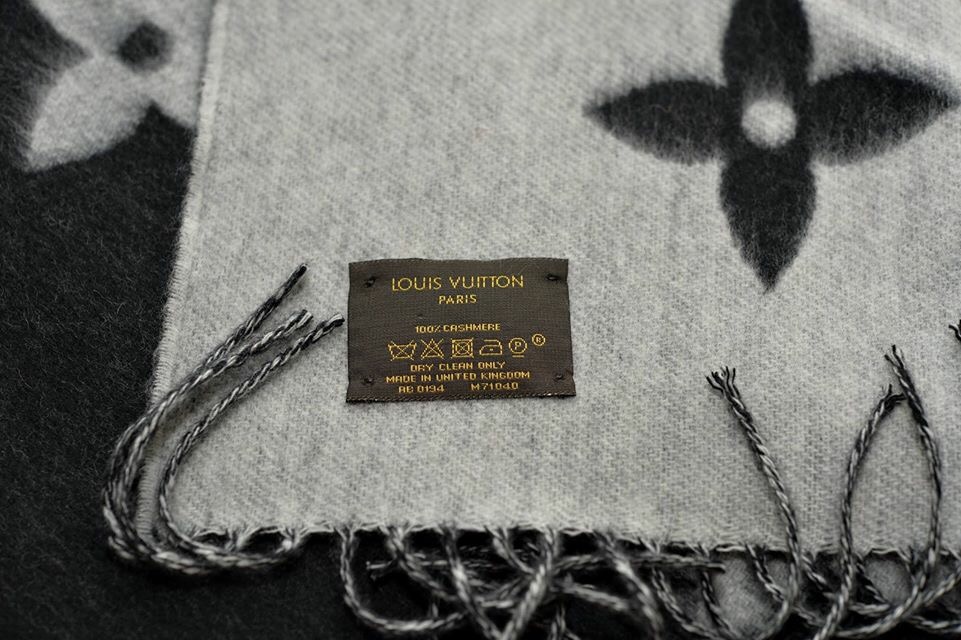 LOUIS VUITTON
PARIS
100% CASHMERE
P ®
DRY CLEAN ONLY
MADE IN UNITED KINGDOM
AB 0194 M71040